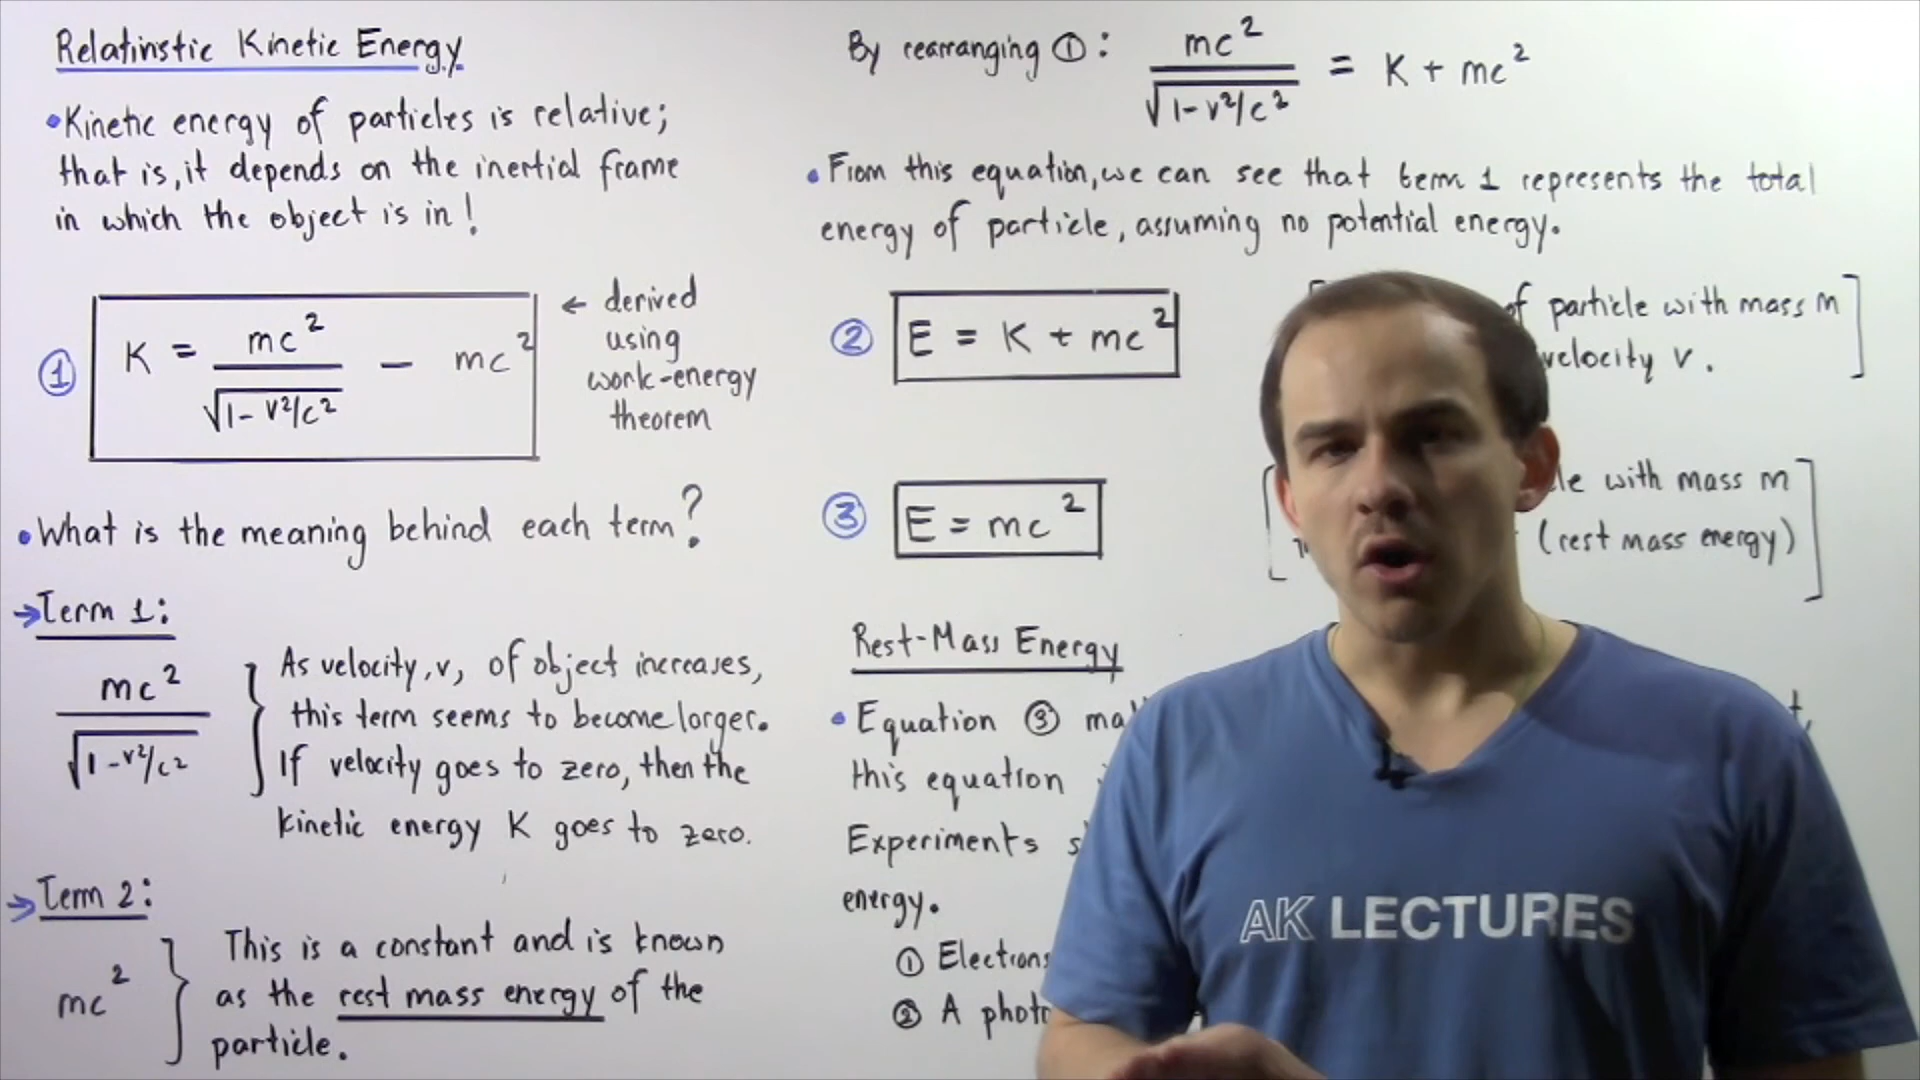 Relativistic Kinetic Energy
• Kinetic energy of particles is relative;
that is, it depends on the inertial frame
in which the object is in!
① K = mc² / √1-v²/c² - mc²
← derived
using
work-energy
theorem
• What is the meaning behind each term?
→ Term 1:
mc² / √1-v²/c²
As velocity, v, of object increases,
this term seems to become larger.
If velocity goes to zero, then the
kinetic energy K goes to zero.
→ Term 2:
mc²
This is a constant and is known
as the rest mass energy of the
particle.
By rearranging ①: mc² / √1-v²/c² = K + mc²
• From this equation, we can see that term 1 represents the total
energy of particle, assuming no potential energy.
② E = K + mc²
of particle with mass m
velocity v.
③ E = mc²
with mass m
(rest mass energy)
Rest-Mass Energy
• Equation ③
this equation
Experiments
energy.
① Electrons
② A
AK LECTURES